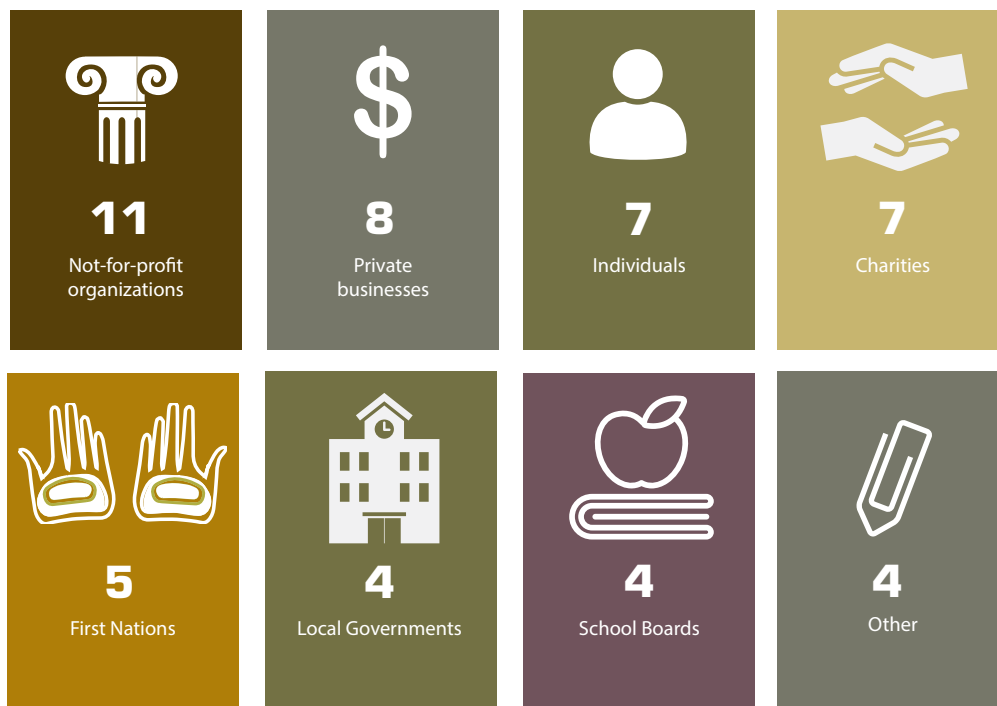 11
Not-for-profit
organizations
8
Private
businesses
7
Individuals
7
Charities
5
First Nations
4
Local Governments
4
School Boards
4
Other